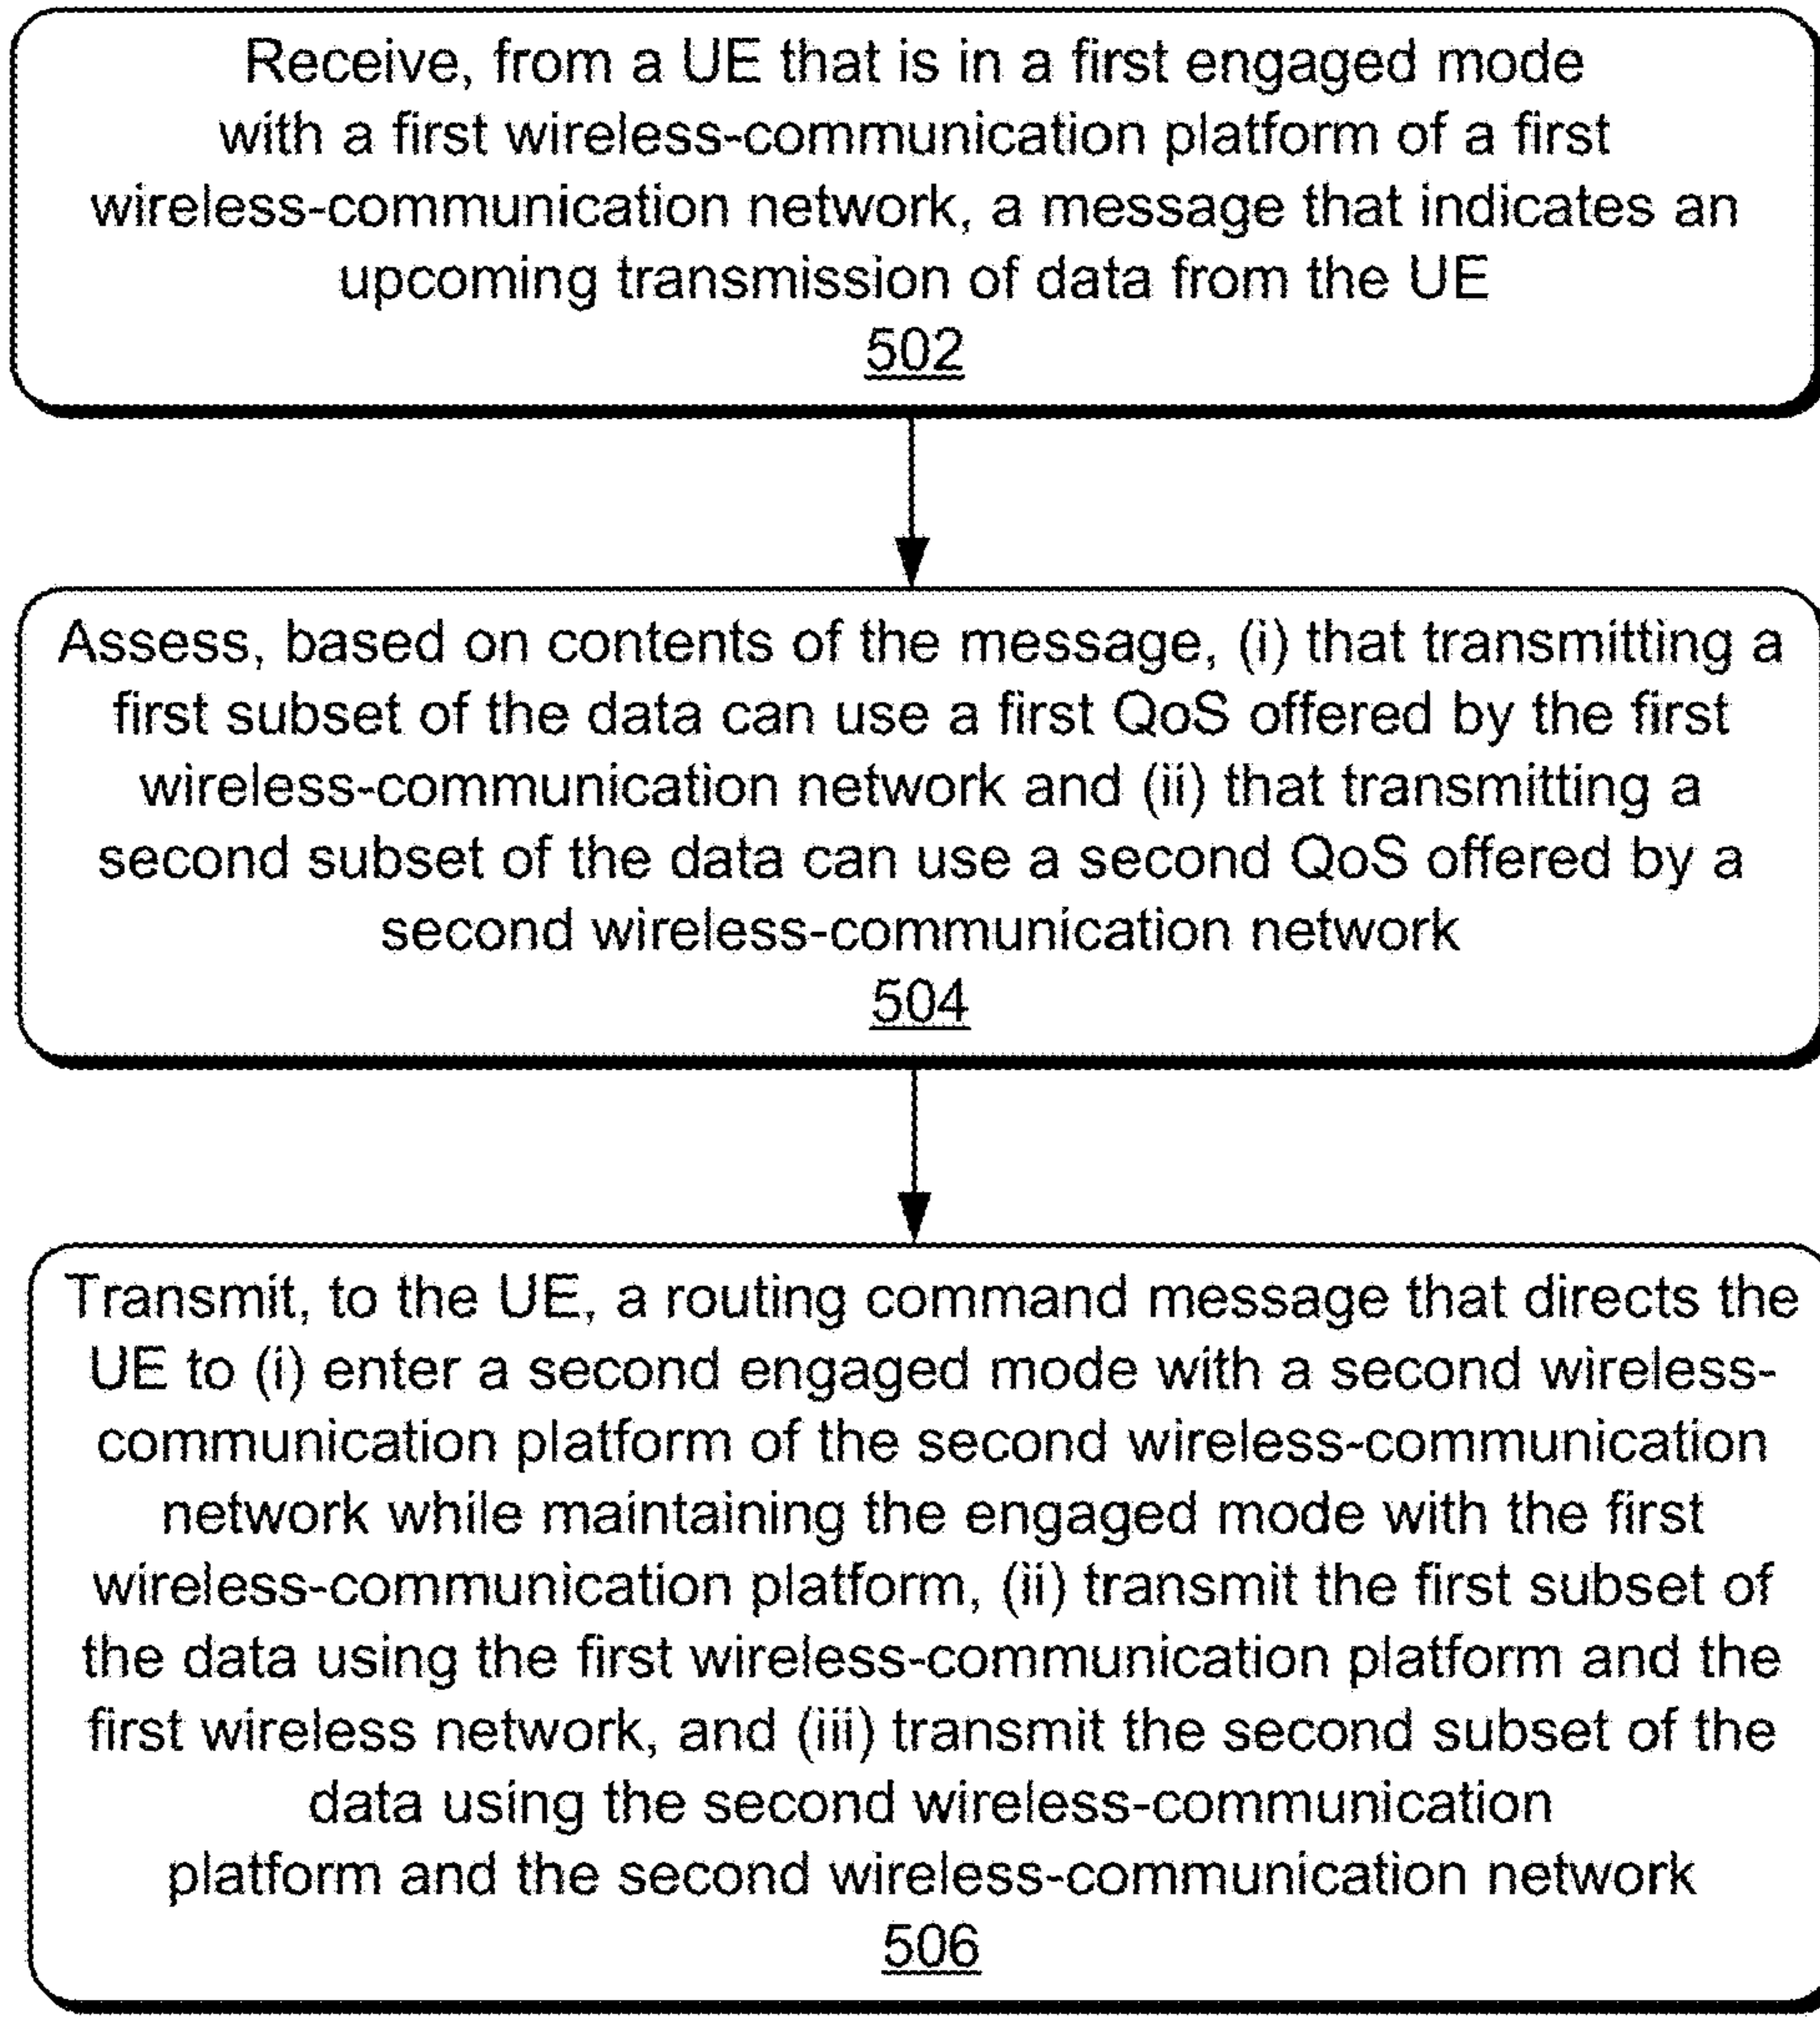 Receive, from a UE that is in a first engaged mode
with a first wireless-communication platform of a first
wireless-communication network, a message that indicates an
upcoming transmission of data from the UE
502
Assess, based on contents of the message, (i) that transmitting a
first subset of the data can use a first QoS offered by the first
wireless-communication network and (ii) that transmitting a
second subset of the data can use a second QoS offered by a
second wireless-communication network
504
Transmit, to the UE, a routing command message that directs the
UE to (i) enter a second engaged mode with a second wireless-
communication platform of the second wireless-communication
network while maintaining the engaged mode with the first
wireless-communication platform, (ii) transmit the first subset of
the data using the first wireless-communication platform and the
first wireless network, and (iii) transmit the second subset of the
data using the second wireless-communication
platform and the second wireless-communication network
506